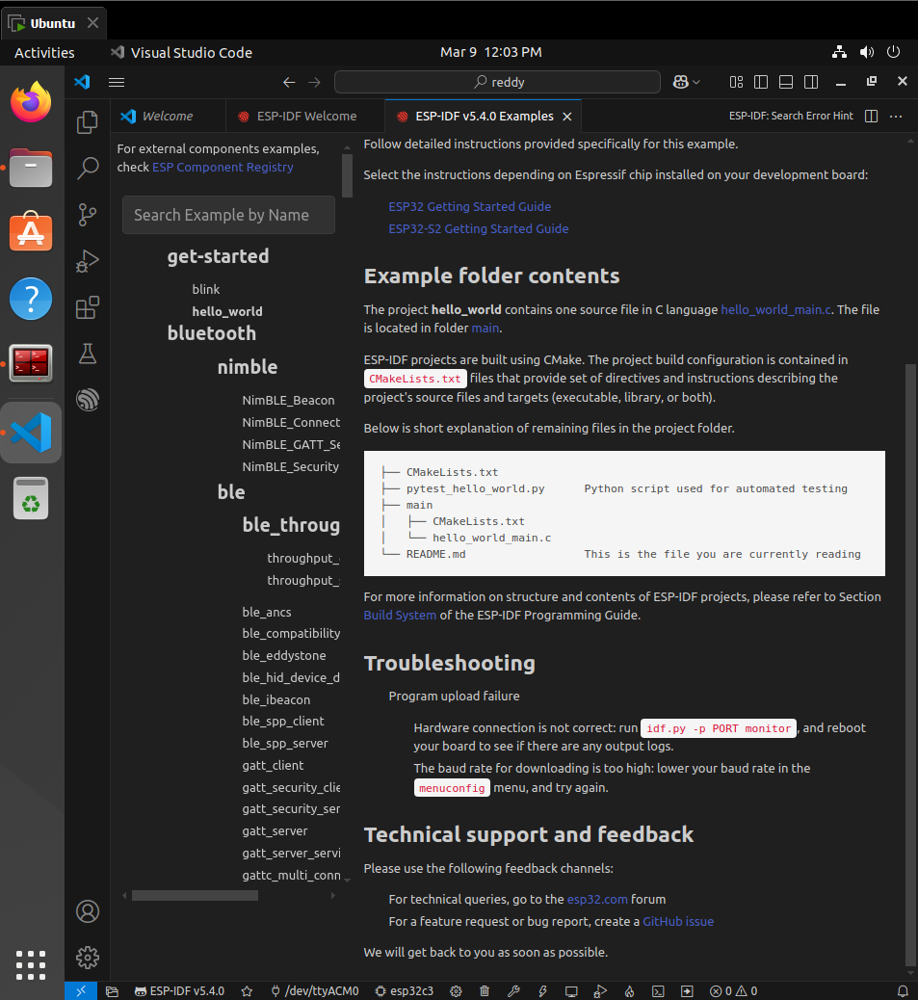 Ubuntu
Activities
Visual Studio Code
Mar 9 12:03 PM
reddy
Welcome
ESP-IDF Welcome
ESP-IDF v5.4.0 Examples
ESP-IDF: Search Error Hint
For external components examples,
check ESP Component Registry
Search Example by Name
get-started
blink
hello_world
bluetooth
nimble
NimBLE_Beacon
NimBLE_Connect
NimBLE_GATT_Se
NimBLE_Security
ble
ble_throug
throughput_
throughput_
ble_ancs
ble_compatibility
ble_eddystone
ble_hid_device_d
ble_ibeacon
ble_spp_client
ble_spp_server
gatt_client
gatt_security_clie
gatt_security_ser
gatt_server
gatt_server_servi
gattc_multi_conn
Follow detailed instructions provided specifically for this example.
Select the instructions depending on Espressif chip installed on your development board:
ESP32 Getting Started Guide
ESP32-S2 Getting Started Guide
Example folder contents
The project hello_world contains one source file in C language hello_world_main.c. The file
is located in folder main.
ESP-IDF projects are built using CMake. The project build configuration is contained in
CMakeLists.txt files that provide set of directives and instructions describing the
project's source files and targets (executable, library, or both).
Below is short explanation of remaining files in the project folder.
├── CMakeLists.txt
├── pytest_hello_world.py      Python script used for automated testing
├── main
│   ├── CMakeLists.txt
│   └── hello_world_main.c
└── README.md                  This is the file you are currently reading
For more information on structure and contents of ESP-IDF projects, please refer to Section
Build System of the ESP-IDF Programming Guide.
Troubleshooting
Program upload failure
Hardware connection is not correct: run idf.py -p PORT monitor, and reboot
your board to see if there are any output logs.
The baud rate for downloading is too high: lower your baud rate in the
menuconfig menu, and try again.
Technical support and feedback
Please use the following feedback channels:
For technical queries, go to the esp32.com forum
For a feature request or bug report, create a GitHub issue
We will get back to you as soon as possible.
ESP-IDF v5.4.0
/dev/ttyACM0
esp32c3
0
0